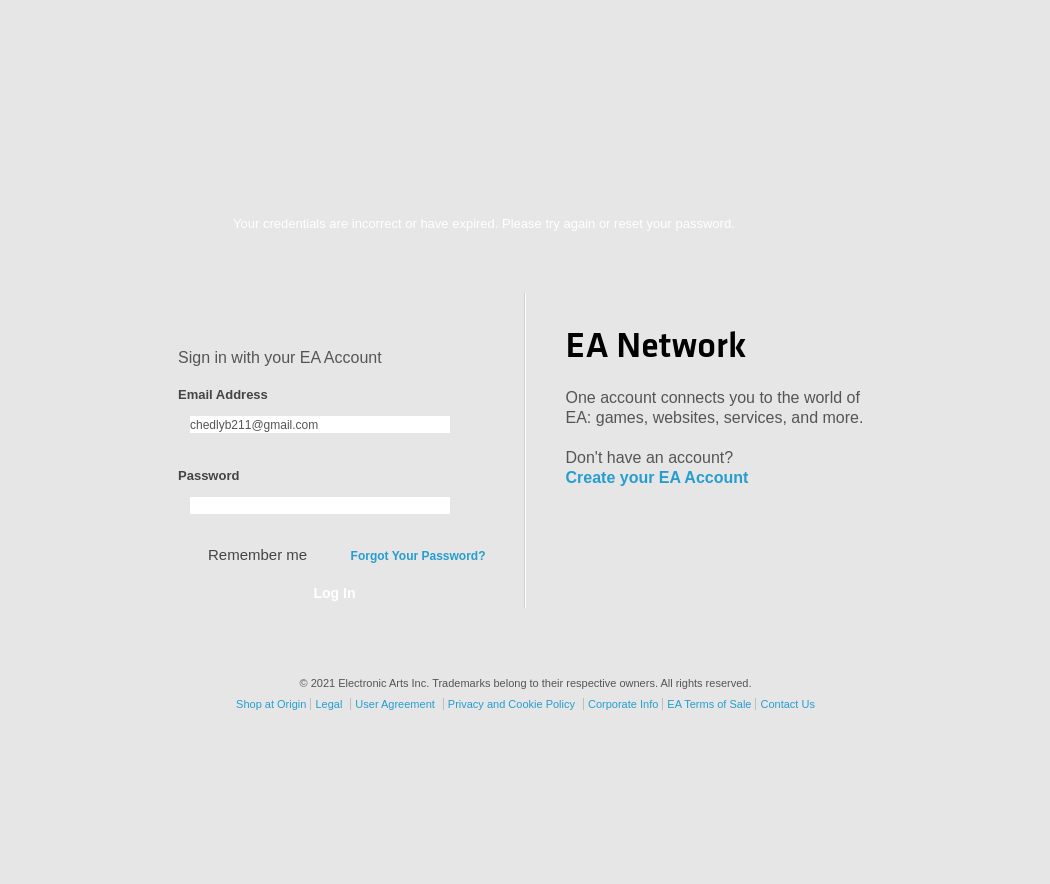 Your credentials are incorrect or have expired. Please try again or reset your password.
Sign in with your EA Account
Email Address
chedlyb211@gmail.com
Password
Remember me
Forgot Your Password?
Log In
EA Network
One account connects you to the world of
EA: games, websites, services, and more.
Don't have an account?
Create your EA Account
© 2021 Electronic Arts Inc. Trademarks belong to their respective owners. All rights reserved.
Shop at Origin Legal User Agreement Privacy and Cookie Policy Corporate Info EA Terms of Sale Contact Us